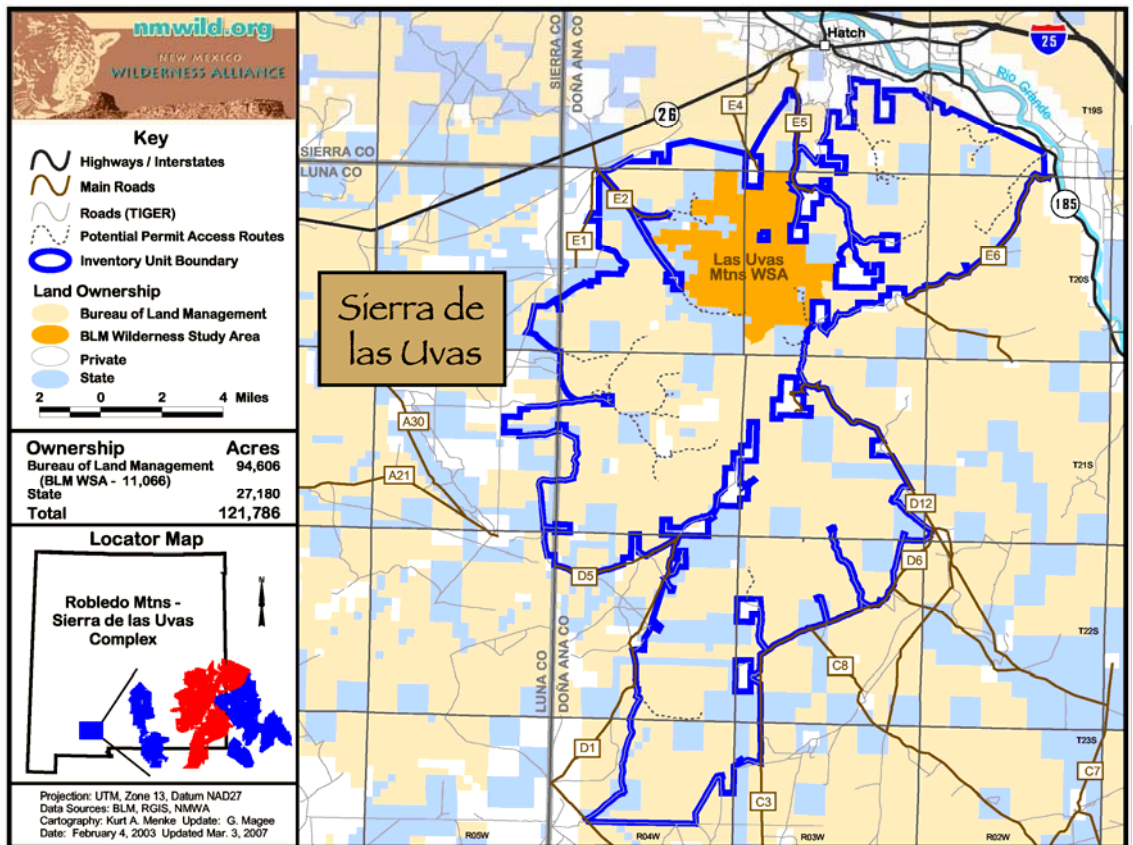 nmwild.org
NEW MEXICO
WILDERNESS ALLIANCE
Key
Highways / Interstates
Main Roads
Roads (TIGER)
Potential Permit Access Routes
Inventory Unit Boundary
Land Ownership
Bureau of Land Management
BLM Wilderness Study Area
Private
State
2 0 2 4 Miles
Ownership Acres
Bureau of Land Management 94,606
(BLM WSA - 11,066)
State 27,180
Total 121,786
Locator Map
N
Robledo Mtns -
Sierra de las Uvas
Complex
Projection: UTM, Zone 13, Datum NAD27
Data Sources: BLM, RGIS, NMWA
Cartography: Kurt A. Menke Update: G. Magee
Date: February 4, 2003 Updated Mar. 3, 2007
SIERRA CO
DOÑA ANA CO
Hatch
25
Rio Grande
E4
26
E5
T19S
SIERRA CO
LUNA CO
E2
185
E1
E6
Las Uvas
Mtns WSA
T20S
Sierra de
las Uvas
A30
A21
T21S
D12
D5
D6
T22S
C8
LUNA CO
DOÑA ANA CO
D1
T23S
C7
C3
R05W
R04W
R03W
R02W